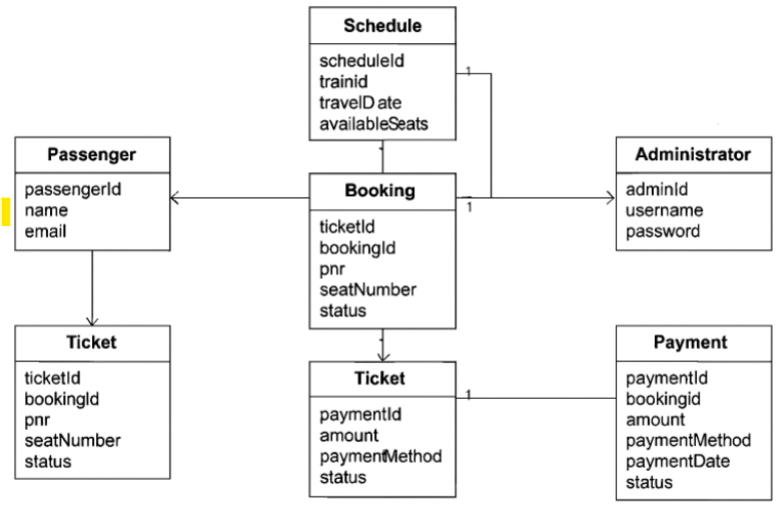 Schedule
scheduleId
trainid
travelDate
availableSeats
1
Passenger
passengerId
name
email
Booking
ticketId
bookingId
pnr
seatNumber
status
1
Administrator
adminId
username
password
Ticket
ticketId
bookingId
pnr
seatNumber
status
Ticket
paymentId
amount
paymentMethod
status
1
Payment
paymentId
bookingid
amount
paymentMethod
paymentDate
status